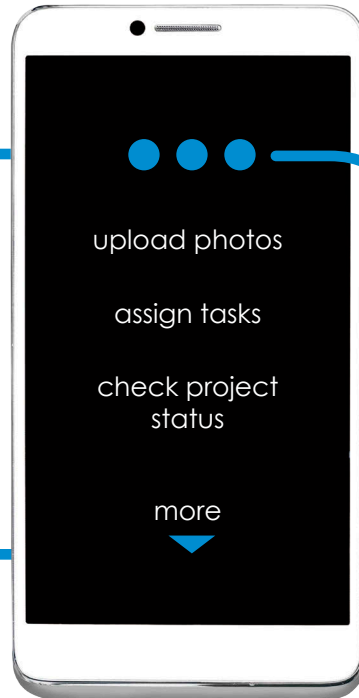 upload photos
assign tasks
check project
status
more